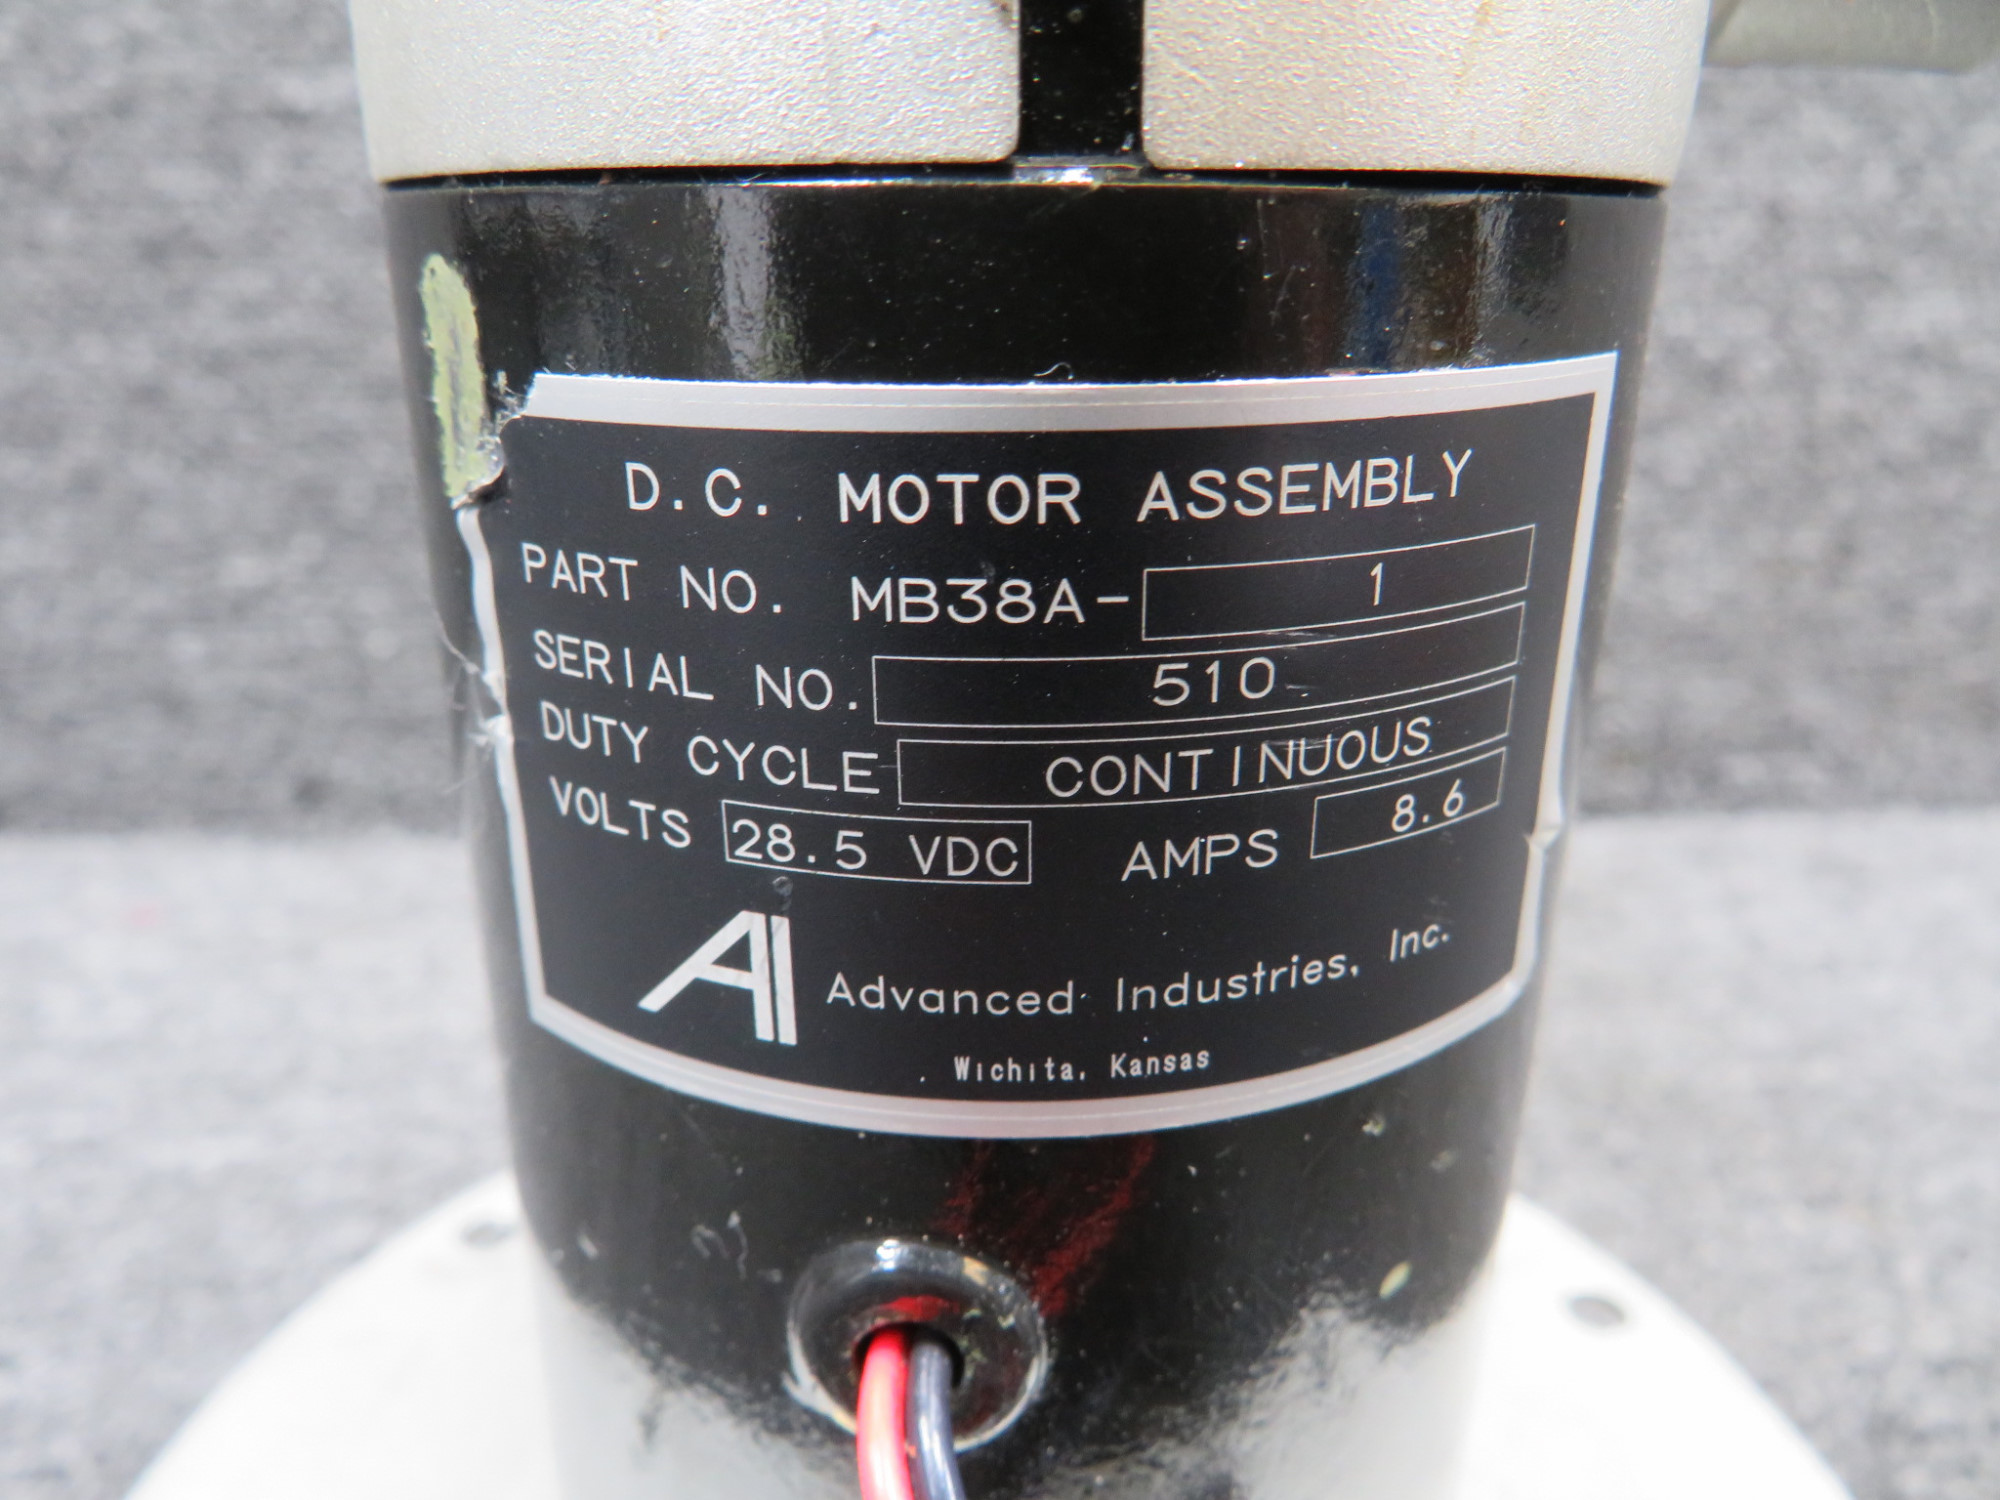 D.C. MOTOR ASSEMBLY
PART NO. MB38A- 1
SERIAL NO. 510
DUTY CYCLE CONTINUOUS
VOLTS 28.5 VDC AMPS 8.6
AI Advanced Industries, Inc.
Wichita, Kansas